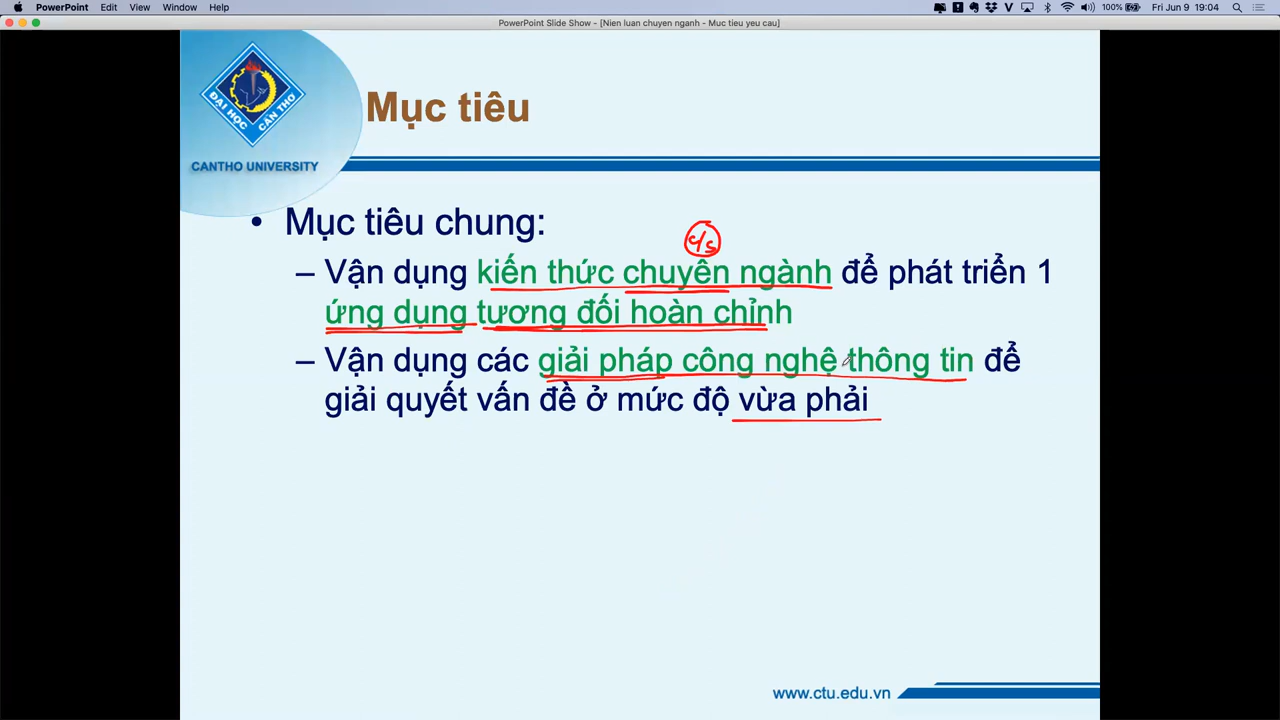 PowerPoint Edit View Window Help 100% Fri Jun 9 19:04
PowerPoint Slide Show - [Nien luan chuyen nganh - Muc tieu yeu cau]
ĐẠI HỌC CẦN THƠ
CANTHO UNIVERSITY
Mục tiêu
• Mục tiêu chung:
c/s
– Vận dụng kiến thức chuyên ngành để phát triển 1
ứng dụng tương đối hoàn chỉnh
– Vận dụng các giải pháp công nghệ thông tin để
giải quyết vấn đề ở mức độ vừa phải
www.ctu.edu.vn